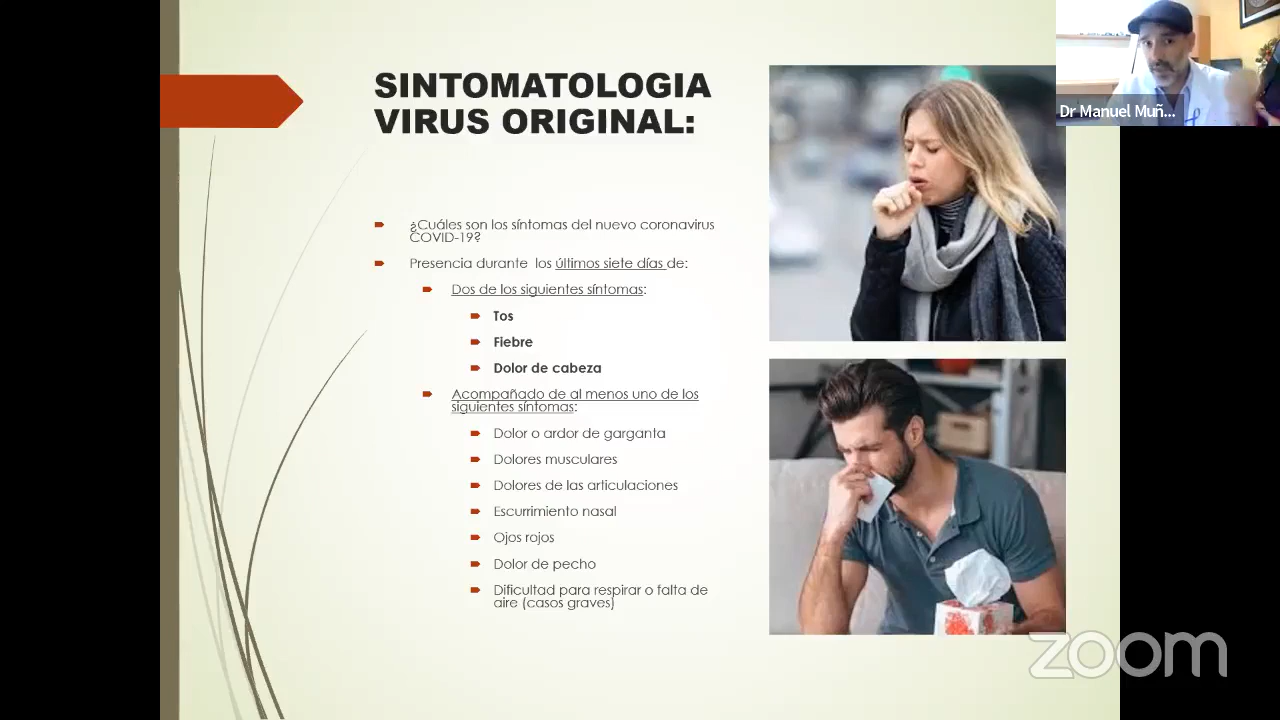 SINTOMATOLOGIA
VIRUS ORIGINAL:
Dr Manuel Muñ...
¿Cuáles son los síntomas del nuevo coronavirus
COVID-19?
Presencia durante los últimos siete días de:
Dos de los siguientes síntomas:
Tos
Fiebre
Dolor de cabeza
Acompañado de al menos uno de los
siguientes síntomas:
Dolor o ardor de garganta
Dolores musculares
Dolores de las articulaciones
Escurrimiento nasal
Ojos rojos
Dolor de pecho
Dificultad para respirar o falta de
aire (casos graves)
zoom